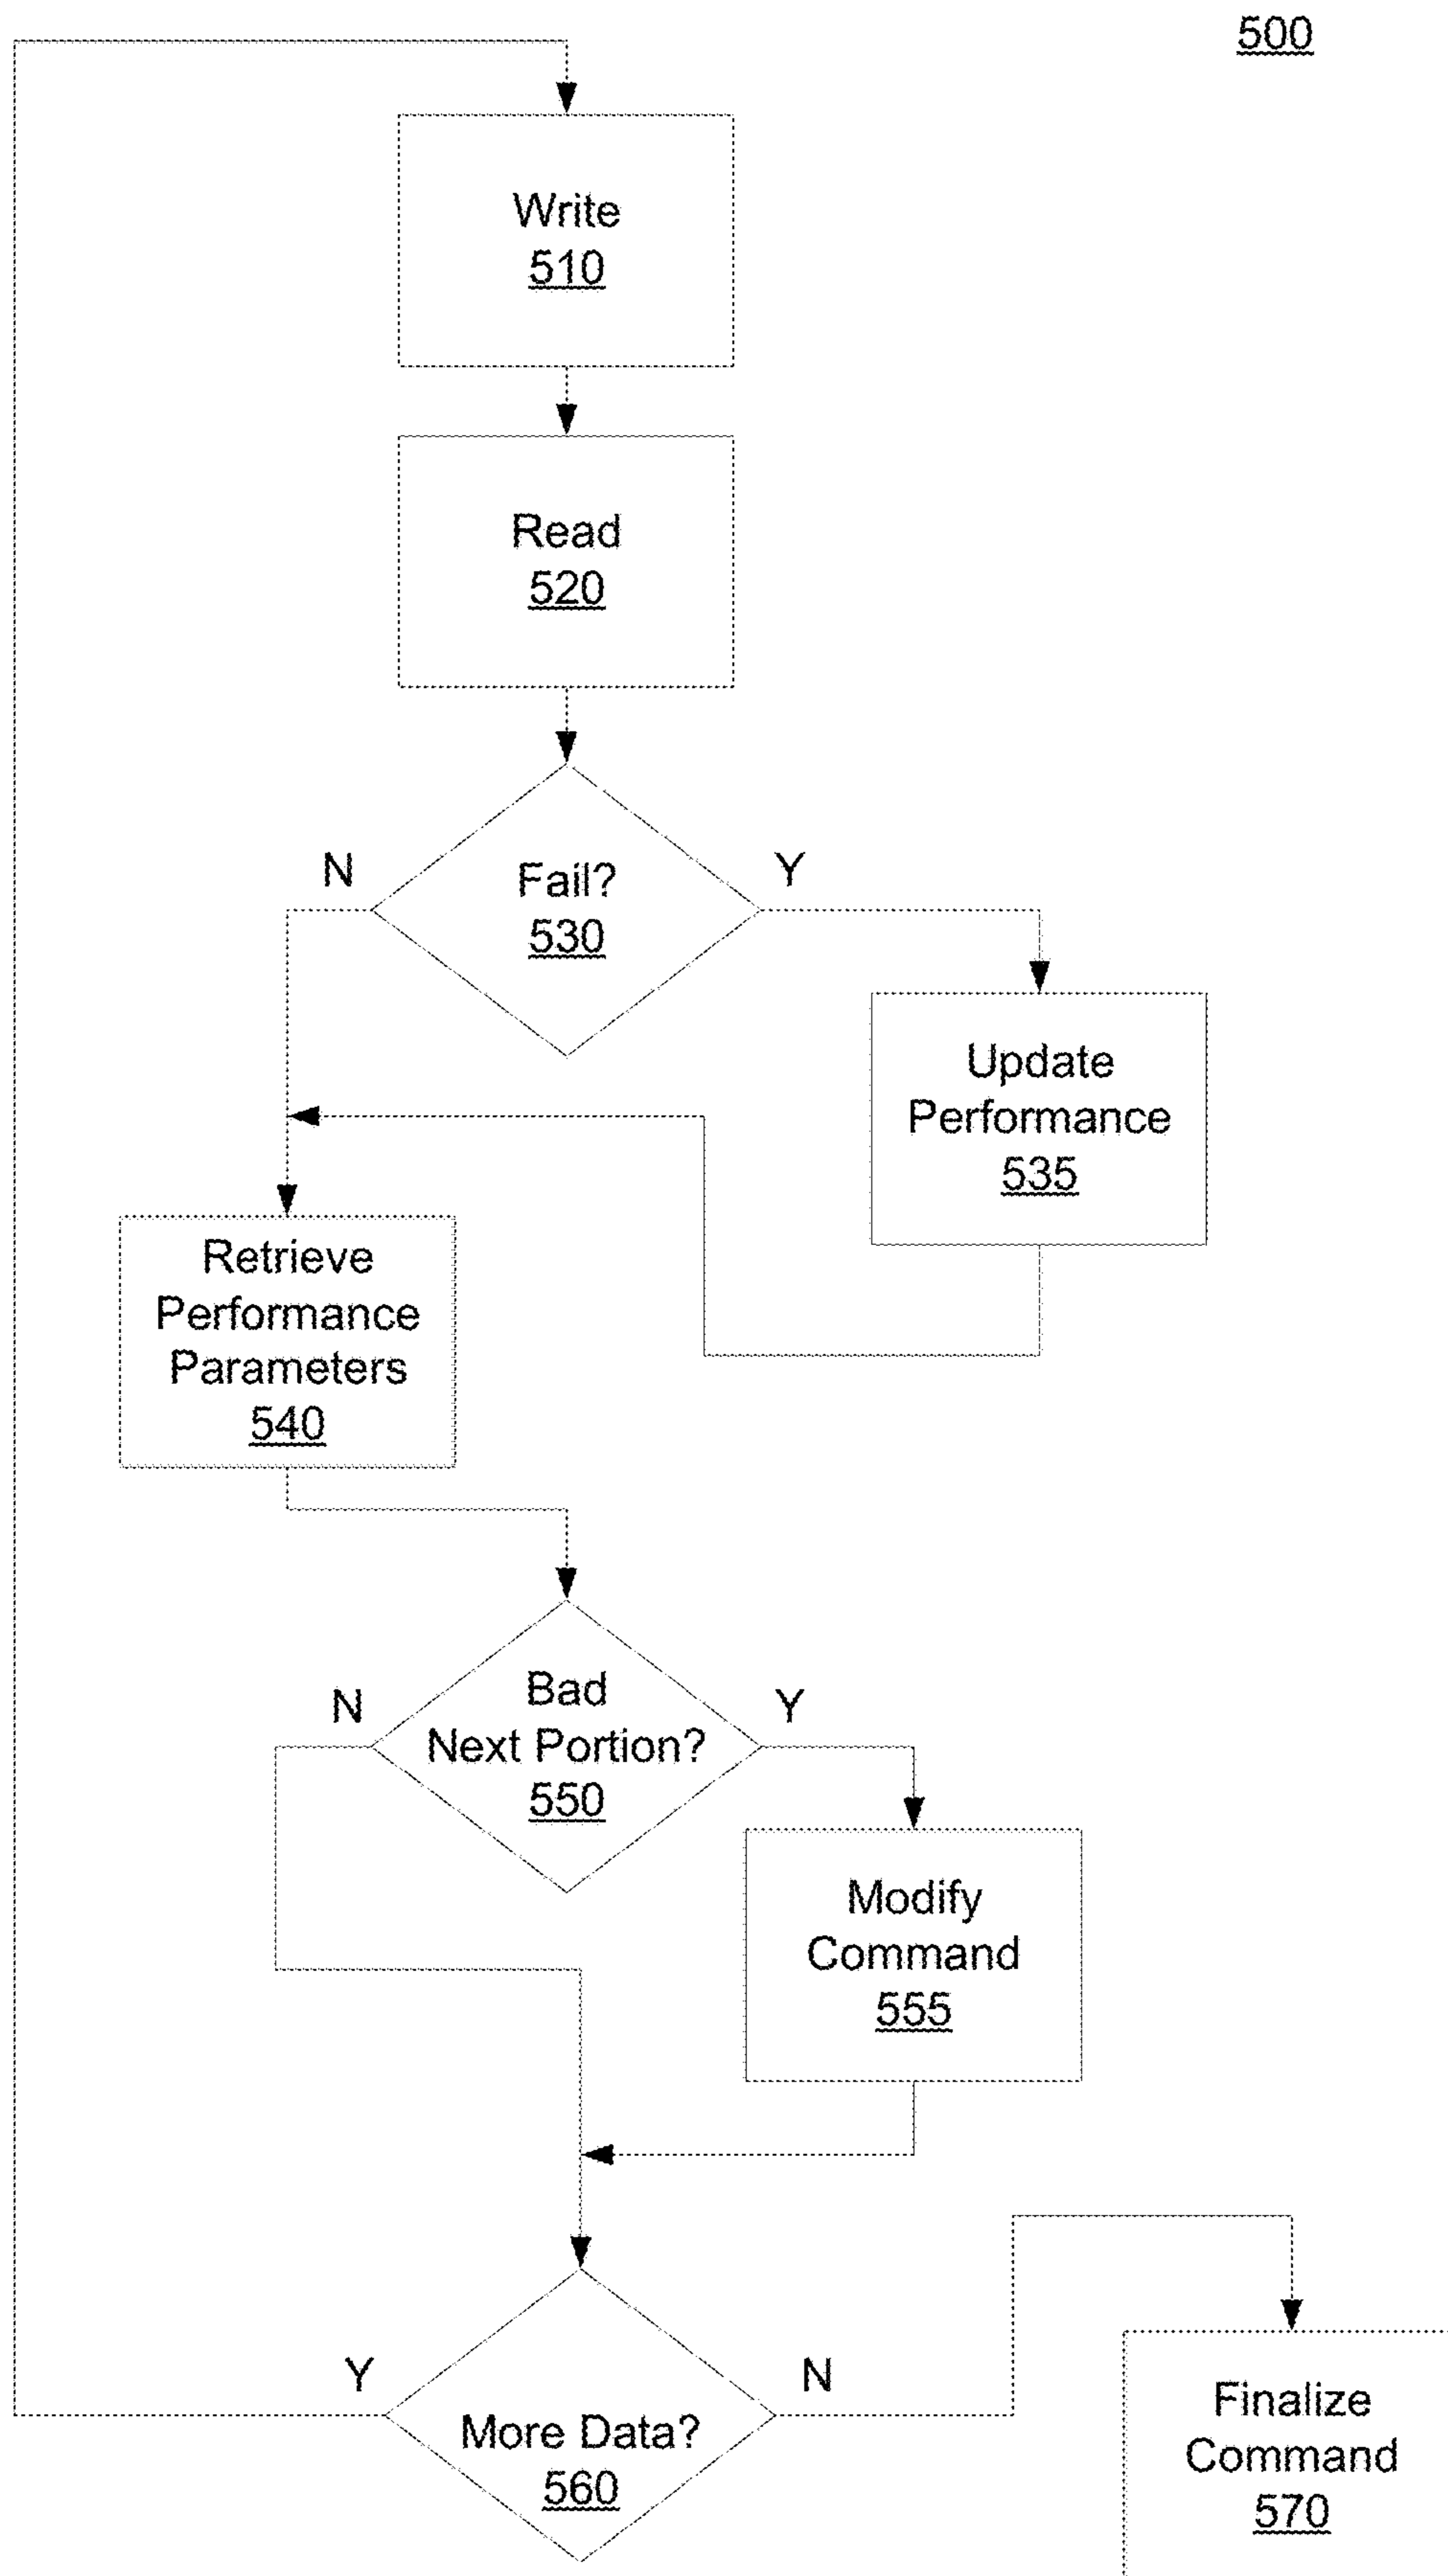 500
Write
510
Read
520
N
Fail?
530
Y
Update
Performance
535
Retrieve
Performance
Parameters
540
N
Bad
Next Portion?
550
Y
Modify
Command
555
Y
More Data?
560
N
Finalize
Command
570